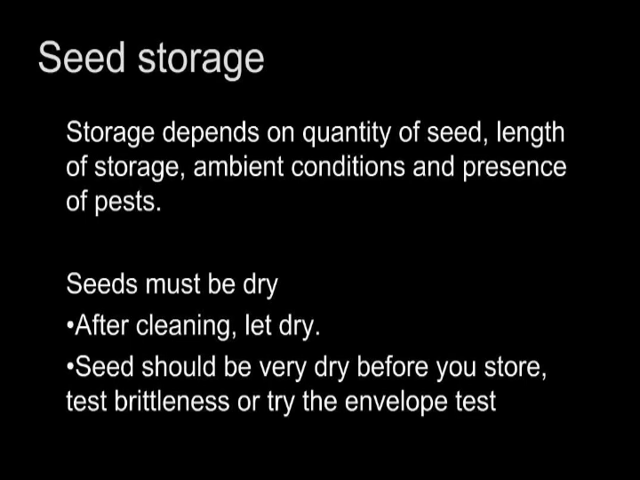 Seed storage
Storage depends on quantity of seed, length
of storage, ambient conditions and presence
of pests.
Seeds must be dry
•After cleaning, let dry.
•Seed should be very dry before you store,
test brittleness or try the envelope test